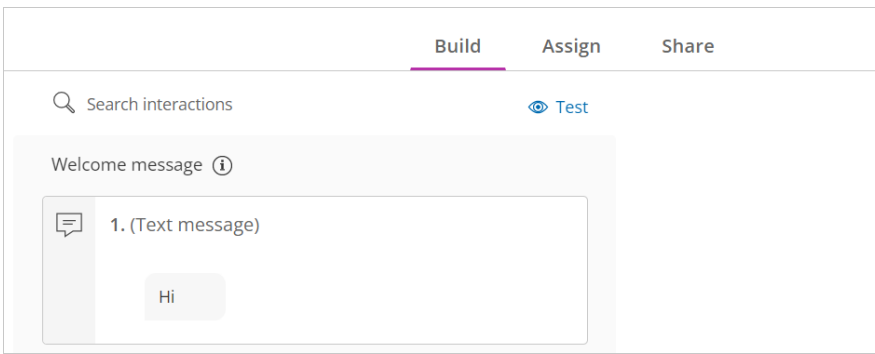 Build Assign Share
Search interactions Test
Welcome message
1. (Text message)
Hi